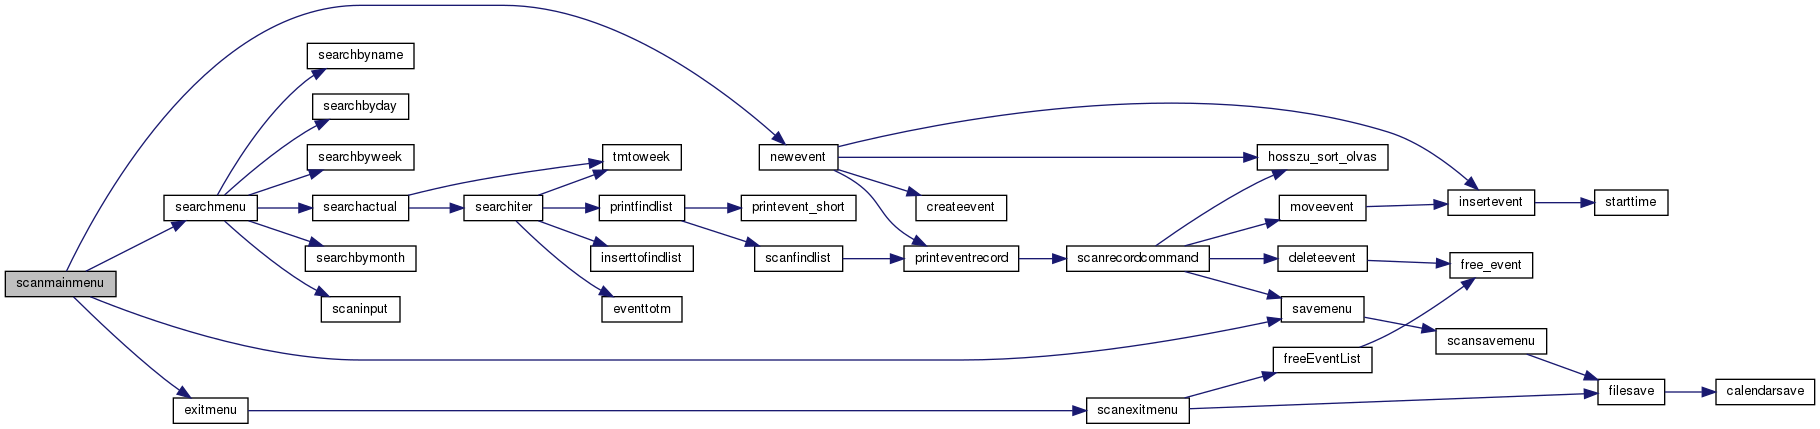 scanmainmenu
searchmenu
exitmenu
searchbyname
searchbyday
searchbyweek
searchactual
searchbymonth
scaninput
searchiter
tmtoweek
printfindlist
inserttofindlist
eventtotm
printevent_short
scanfindlist
newevent
createevent
printeventrecord
scanrecordcommand
scanexitmenu
hosszu_sort_olvas
moveevent
deleteevent
savemenu
freeEventList
insertevent
free_event
scansavemenu
starttime
filesave
calendarsave